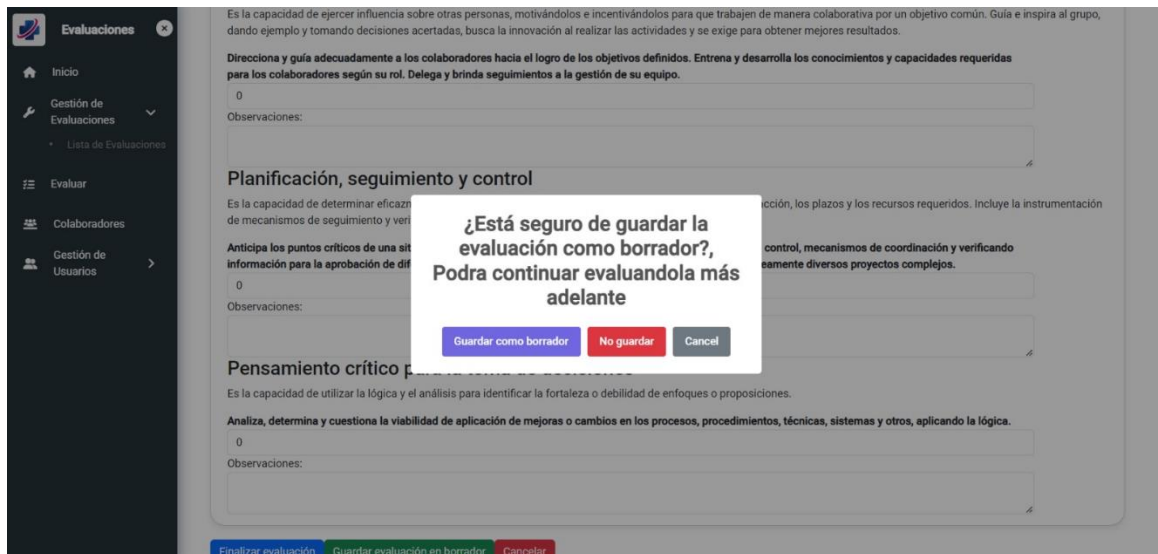 Evaluaciones
Inicio
Gestión de
Evaluaciones
Lista de Evaluaciones
Evaluar
Colaboradores
Gestión de
Usuarios
Es la capacidad de ejercer influencia sobre otras personas, motivándolos e incentivándolos para que trabajen de manera colaborativa por un objetivo común. Guía e inspira al grupo,
dando ejemplo y tomando decisiones acertadas, busca la innovación al realizar las actividades y se exige para obtener mejores resultados.
Direcciona y guía adecuadamente a los colaboradores hacia el logro de los objetivos definidos. Entrena y desarrolla los conocimientos y capacidades requeridas
para los colaboradores según su rol. Delega y brinda seguimientos a la gestión de su equipo.
0
Observaciones:
Planificación, seguimiento y control
Es la capacidad de determinar eficazm cción, los plazos y los recursos requeridos. Incluye la instrumentación
de mecanismos de seguimiento y veri
Anticipa los puntos críticos de una sit control, mecanismos de coordinación y verificando
información para la aprobación de dif eamente diversos proyectos complejos.
0
Observaciones:
¿Está seguro de guardar la
evaluación como borrador?,
Podra continuar evaluandola más
adelante
Guardar como borrador No guardar Cancel
Pensamiento crítico para la toma de decisiones
Es la capacidad de utilizar la lógica y el análisis para identificar la fortaleza o debilidad de enfoques o proposiciones.
Analiza, determina y cuestiona la viabilidad de aplicación de mejoras o cambios en los procesos, procedimientos, técnicas, sistemas y otros, aplicando la lógica.
0
Observaciones:
Finalizar evaluación Guardar evaluación en borrador Cancelar